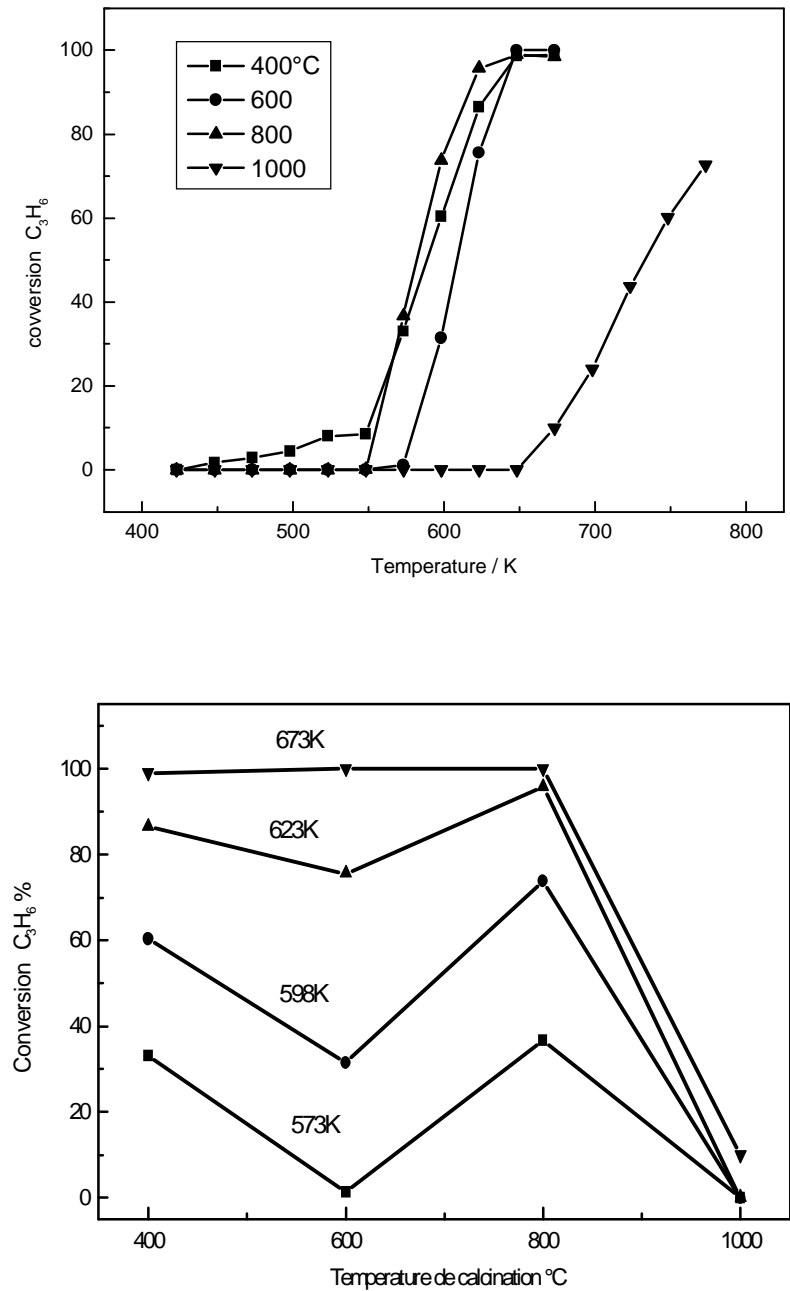 covversion C₃H₆
100
80
60
40
20
0
400°C
600
800
1000
400
500
600
700
800
Temperature / K
Conversion C₃H₆ %
100
80
60
40
20
0
673K
623K
598K
573K
400
600
800
1000
Temperature de calcination °C